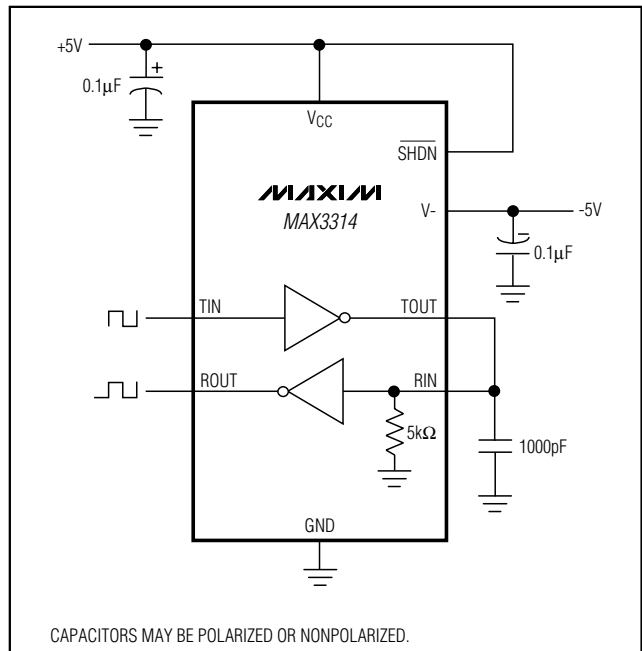 +5V
+
0.1μF
VCC
SHDN
MAXIM
MAX3314
V-
-5V
–
0.1μF
TIN
TOUT
ROUT
RIN
5kΩ
1000pF
GND
CAPACITORS MAY BE POLARIZED OR NONPOLARIZED.